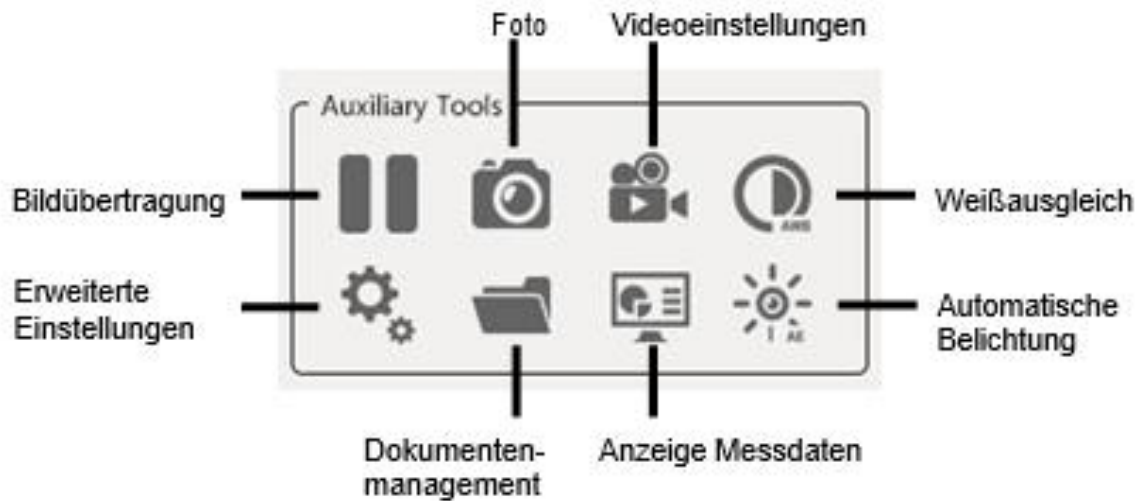 Foto
Videoeinstellungen
Auxiliary Tools
Bildübertragung
Weißausgleich
AWB
Erweiterte
Einstellungen
Automatische
Belichtung
AE
Dokumenten-
management
Anzeige Messdaten